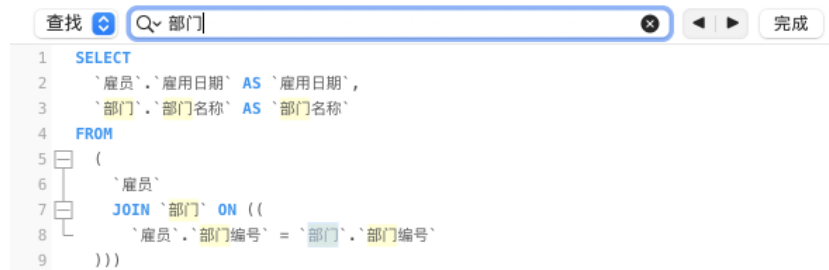 查找 部门 完成
1 SELECT
2 `雇员`.`雇用日期` AS `雇用日期`,
3 `部门`.`部门名称` AS `部门名称`
4 FROM
5 (
6 `雇员`
7 JOIN `部门` ON ((
8 `雇员`.`部门编号` = `部门`.`部门编号`
9 )))